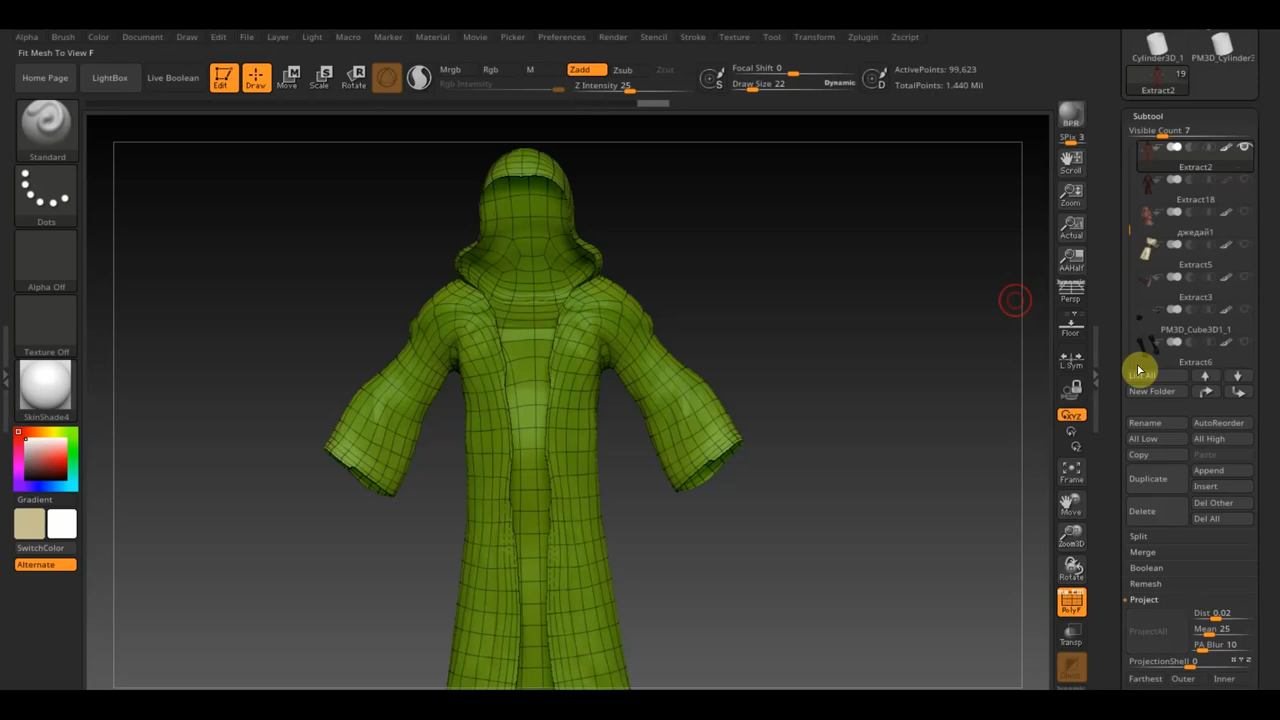 Alpha Brush Color Document Draw Edit File Layer Light Macro Marker Material Movie Picker Preferences Render Stencil Stroke Texture Tool Transform Zplugin Zscript
Fit Mesh To View F
Home Page
LightBox
Live Boolean
Edit
Draw
Move
Scale
Rotate
Mrgb Rgb M
Rgb Intensity
Zadd Zsub Zcut
Z Intensity 25
S
Focal Shift 0
Draw Size 22
Dynamic
D
ActivePoints: 99,623
TotalPoints: 1.440 Mil
Standard
Dots
Alpha Off
Texture Off
SkinShade4
Gradient
SwitchColor
Alternate
BPR
SPix 3
Scroll
Zoom
Actual
AAHalf
Dynamic
Persp
Floor
L.Sym
XYZ
Frame
Move
Zoom3D
Rotate
PolyF
Transp
Cylinder3D_1
19
Extract2
Subtool
Visible Count 7
Extract2
Extract18
джедай1
Extract5
Extract3
PM3D_Cube3D1_1
Extract6
New Folder
Rename AutoReorder
All Low All High
Copy Paste
Duplicate Append
Insert
Delete Del Other
Del All
Split
Merge
Boolean
Remesh
Project
ProjectAll
Dist 0.02
Mean 25
PA Blur 10
ProjectionShell 0 X Y Z
Farthest Outer Inner